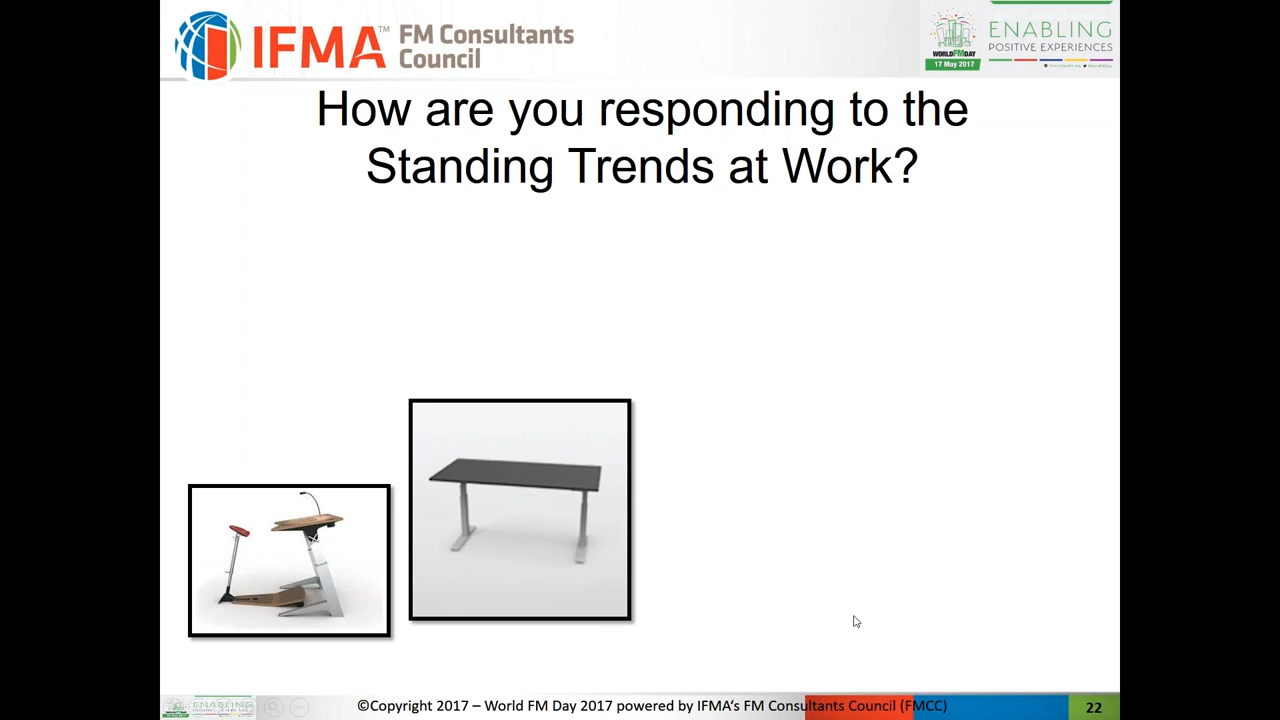 IFMA™ FM Consultants
Council
WORLD FM DAY
17 May 2017
ENABLING
POSITIVE EXPERIENCES
How are you responding to the
Standing Trends at Work?
ENABLING
©Copyright 2017 – World FM Day 2017 powered by IFMA's FM Consultants Council (FMCC)
22